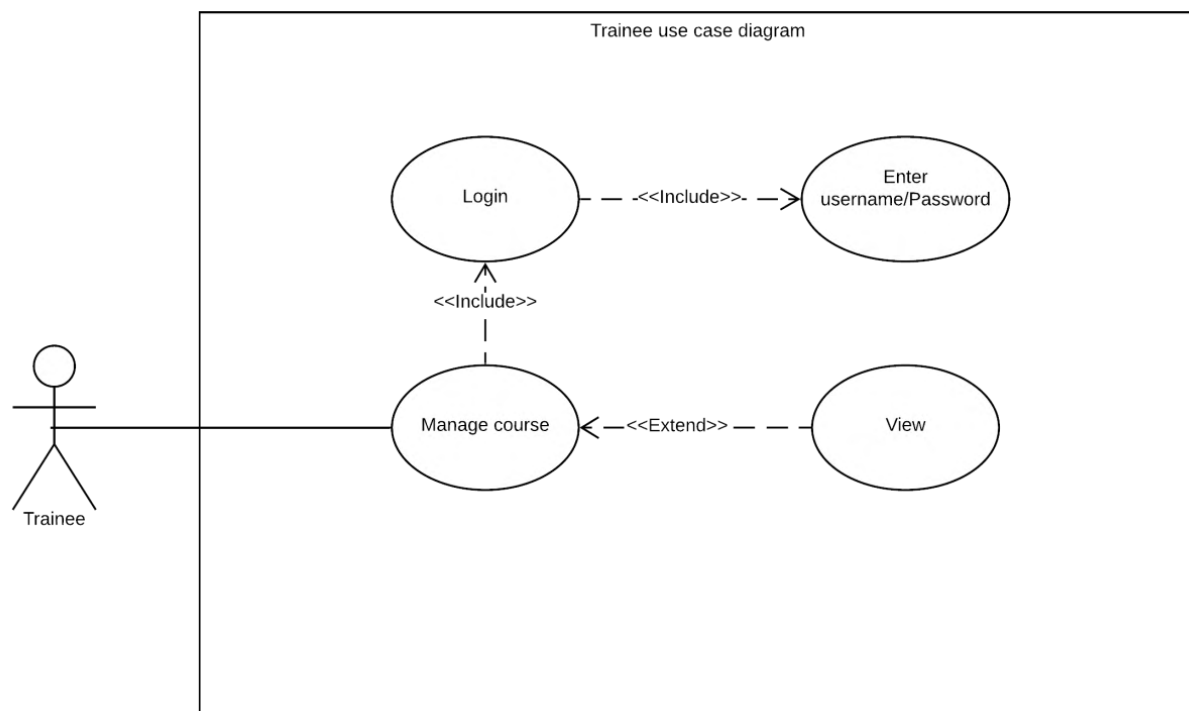 Trainee use case diagram
Login
<<Include>>
Enter
username/Password
<<Include>>
Manage course
<<Extend>>
View
Trainee